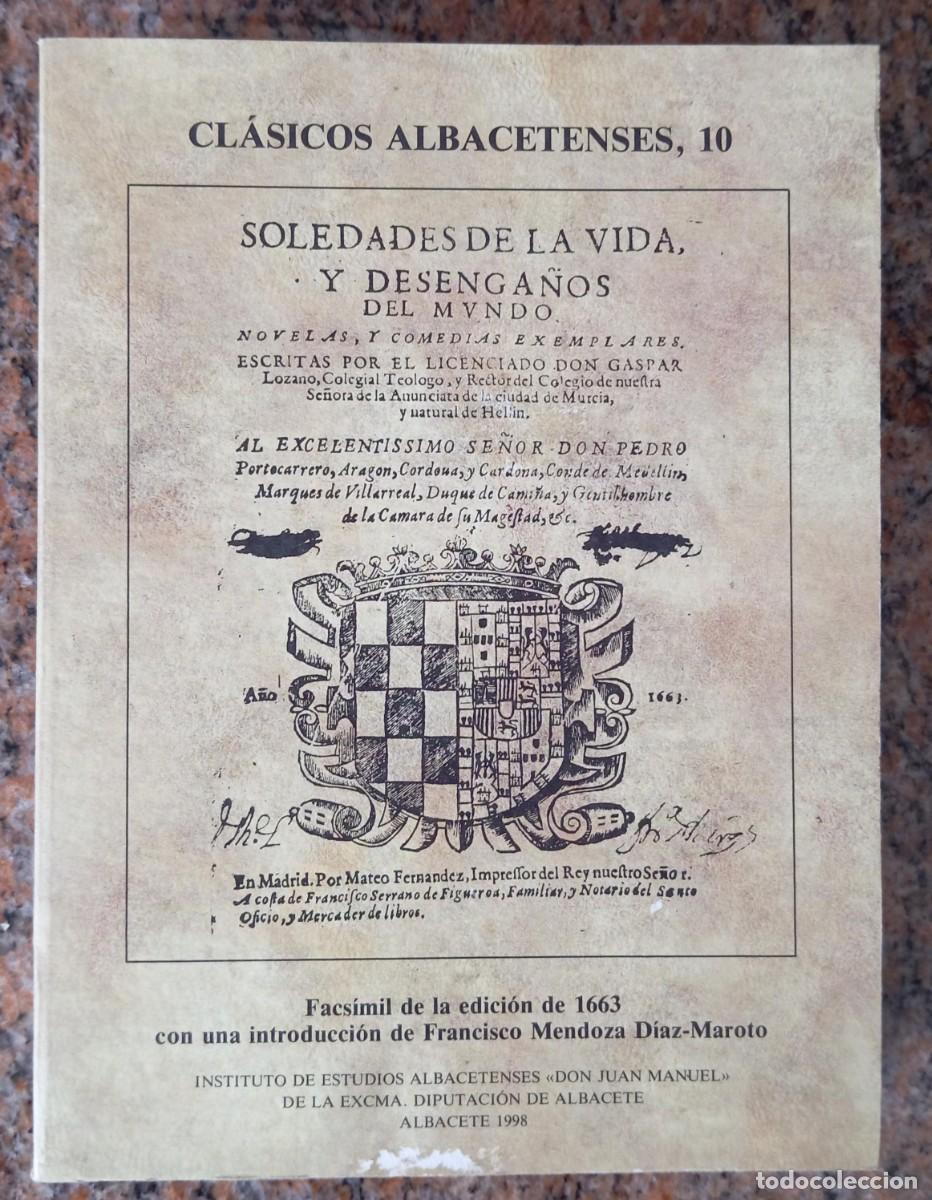 CLÁSICOS ALBACETENSES, 10
SOLEDADES DE LA VIDA,
Y DESENGAÑOS
DEL MVNDO.
NOVELAS, Y COMEDIAS EXEMPLARES.
ESCRITAS POR EL LICENCIADO DON GASPAR
Lozano, Colegial Teologo, y Rector del Colegio de nuestra
Señora de la Anunciata de la ciudad de Murcia,
y natural de Hellin.
AL EXCELENTISSIMO SEÑOR DON PEDRO
Portocarrero, Aragon, Cordoua, y Cardona, Conde de Medellin,
Marques de Villarreal, Duque de Camiña, y Gentilhombre
de la Camara de ſu Mageſtad, &c.
Año 1663.
En Madrid. Por Mateo Fernandez, Impreſſor del Rey nueſtro Señor.
A coſta de Franciſco Serrano de Figueroa, Familiar, y Notario del Santo
Oficio, y Mercader de libros.
Facsímil de la edición de 1663
con una introducción de Francisco Mendoza Díaz-Maroto
INSTITUTO DE ESTUDIOS ALBACETENSES «DON JUAN MANUEL»
DE LA EXCMA. DIPUTACIÓN DE ALBACETE
ALBACETE 1998
todocoleccion